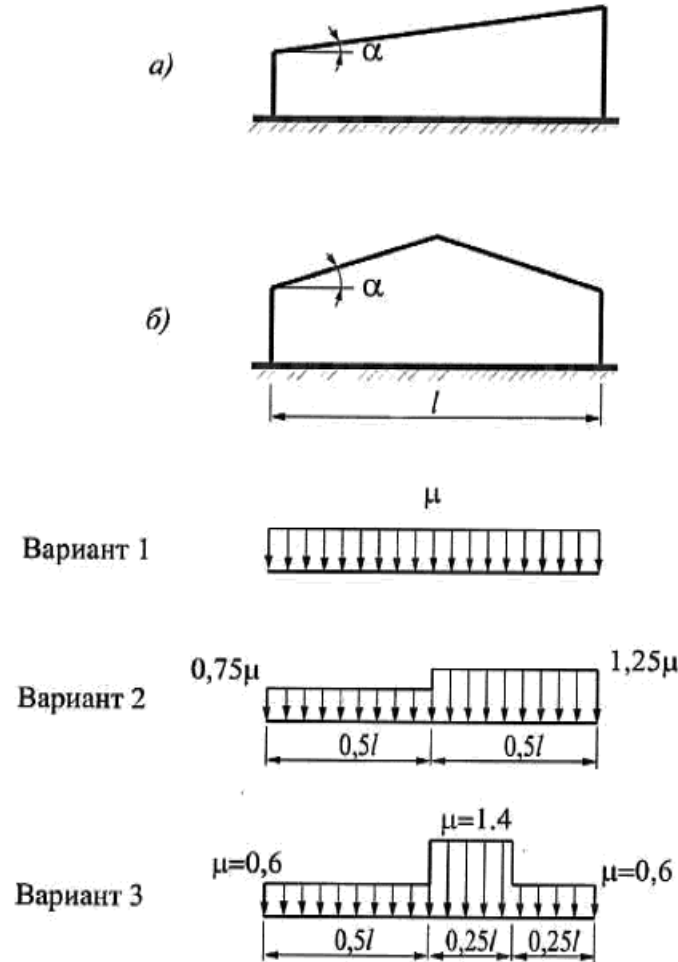 а)
α
б)
α
l
μ
Вариант 1
0,75μ
1,25μ
Вариант 2
0,5l 0,5l
μ=1.4
μ=0,6
μ=0,6
Вариант 3
0,5l 0,25l 0,25l